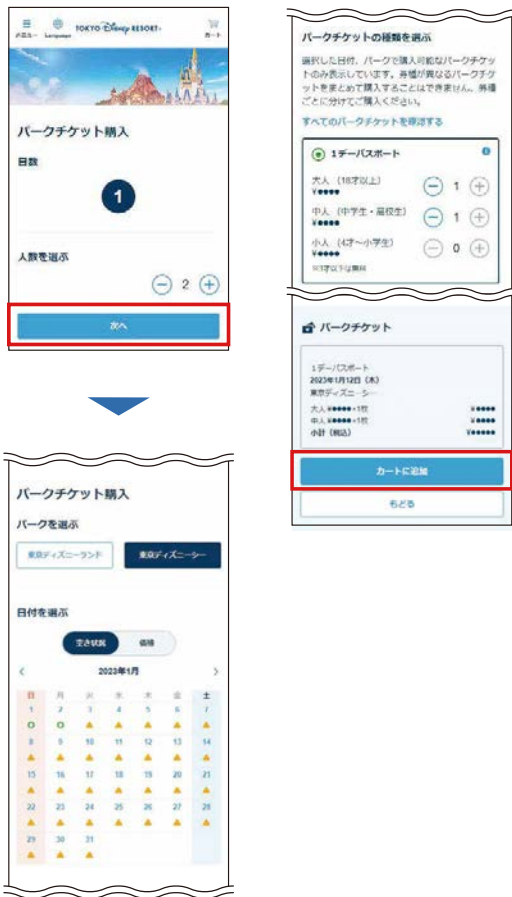 メニュー
Language
TOKYO Disney RESORT
カート
パークチケット購入
日数
1
人数を選ぶ
2
次へ
パークチケット購入
パークを選ぶ
東京ディズニーランド 東京ディズニーシー
日付を選ぶ
空き状況 価格
2023年1月
日 月 火 水 木 金 土
1 2 3 4 5 6 7
8 9 10 11 12 13 14
15 16 17 18 19 20 21
22 23 24 25 26 27 28
29 30 31
パークチケットの種類を選ぶ
選択した日付、パークで購入可能なパークチケッ
トのみ表示しています。券種が異なるパークチケ
ットをまとめて購入することはできません。券種
ごとに分けてご購入ください。
すべてのパークチケットを確認する
1デーパスポート
大人 (18才以上)
¥●●●●
1
中人 (中学生・高校生)
¥●●●●
1
小人 (4才〜小学生)
¥●●●●
0
※3才以下は無料
パークチケット
1デーパスポート
2023年1月12日 (木)
東京ディズニーシー
大人 ¥●●●●×1枚 ¥●●●●
中人 ¥●●●●×1枚 ¥●●●●
小計 (税込) ¥●●●●●
カートに追加
もどる